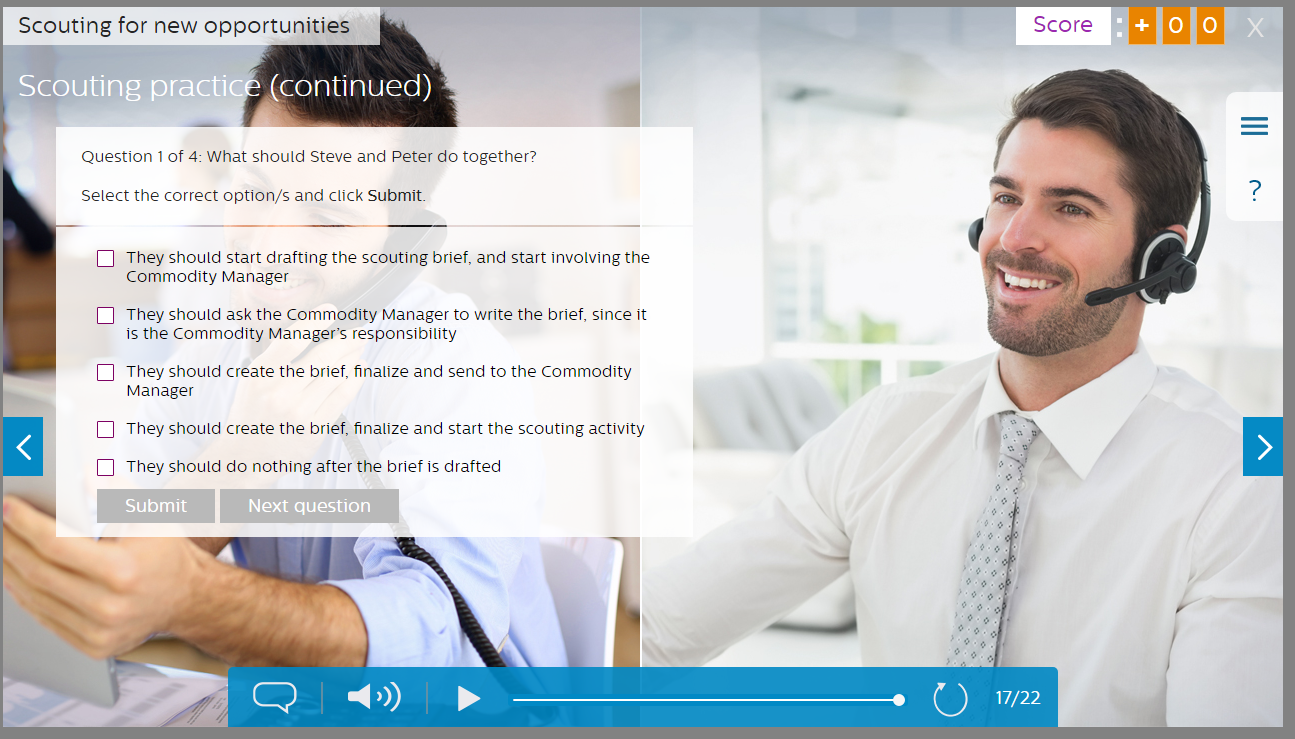 Scouting for new opportunities
Score : + 0 0 X
Scouting practice (continued)
Question 1 of 4: What should Steve and Peter do together?
Select the correct option/s and click Submit.
?
They should start drafting the scouting brief, and start involving the
Commodity Manager
They should ask the Commodity Manager to write the brief, since it
is the Commodity Manager’s responsibility
They should create the brief, finalize and send to the Commodity
Manager
They should create the brief, finalize and start the scouting activity
They should do nothing after the brief is drafted
Submit Next question
17/22